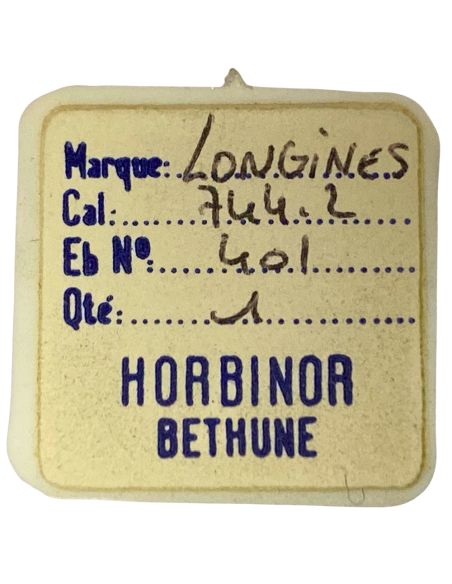 Marque: LONGINES
Cal: 744.2
Eb Nº: 401
Qté: 1
HORBINOR
BETHUNE